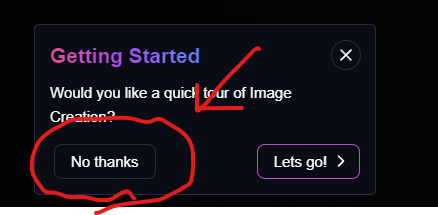 Getting Started
Would you like a quick tour of Image
Creation?
No thanks
Lets go!